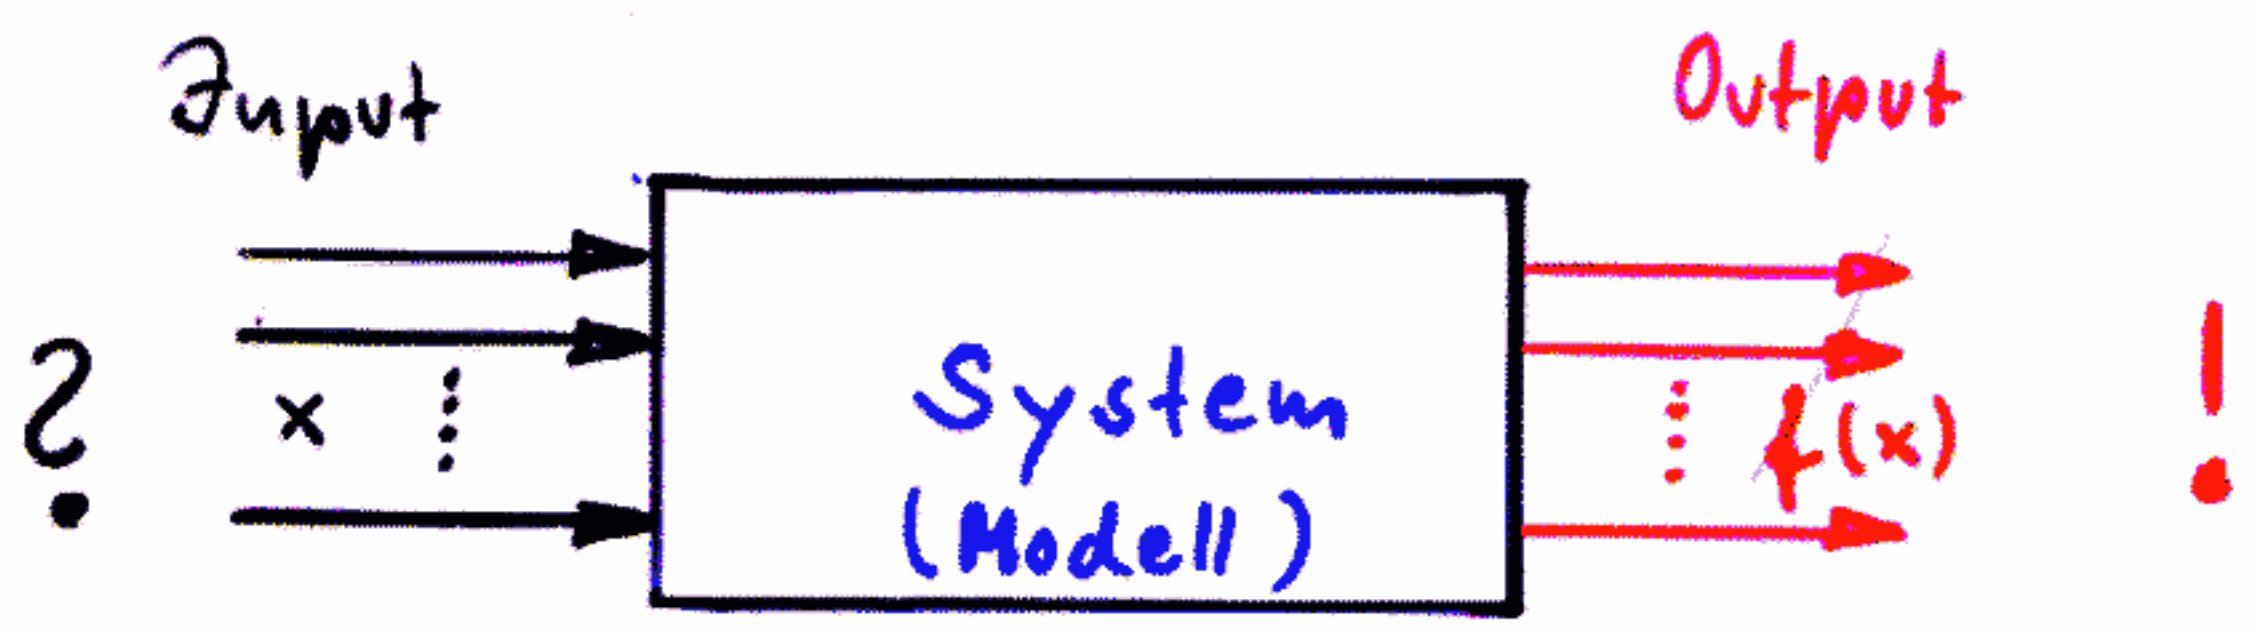 Input
Output
?
x
System
(Modell)
f(x)
!